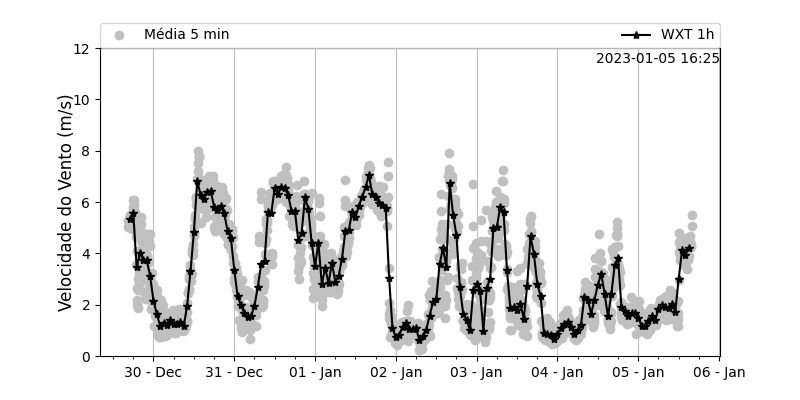 Média 5 min
WXT 1h
2023-01-05 16:25
Velocidade do Vento (m/s)
12
10
8
6
4
2
0
30 - Dec
31 - Dec
01 - Jan
02 - Jan
03 - Jan
04 - Jan
05 - Jan
06 - Jan